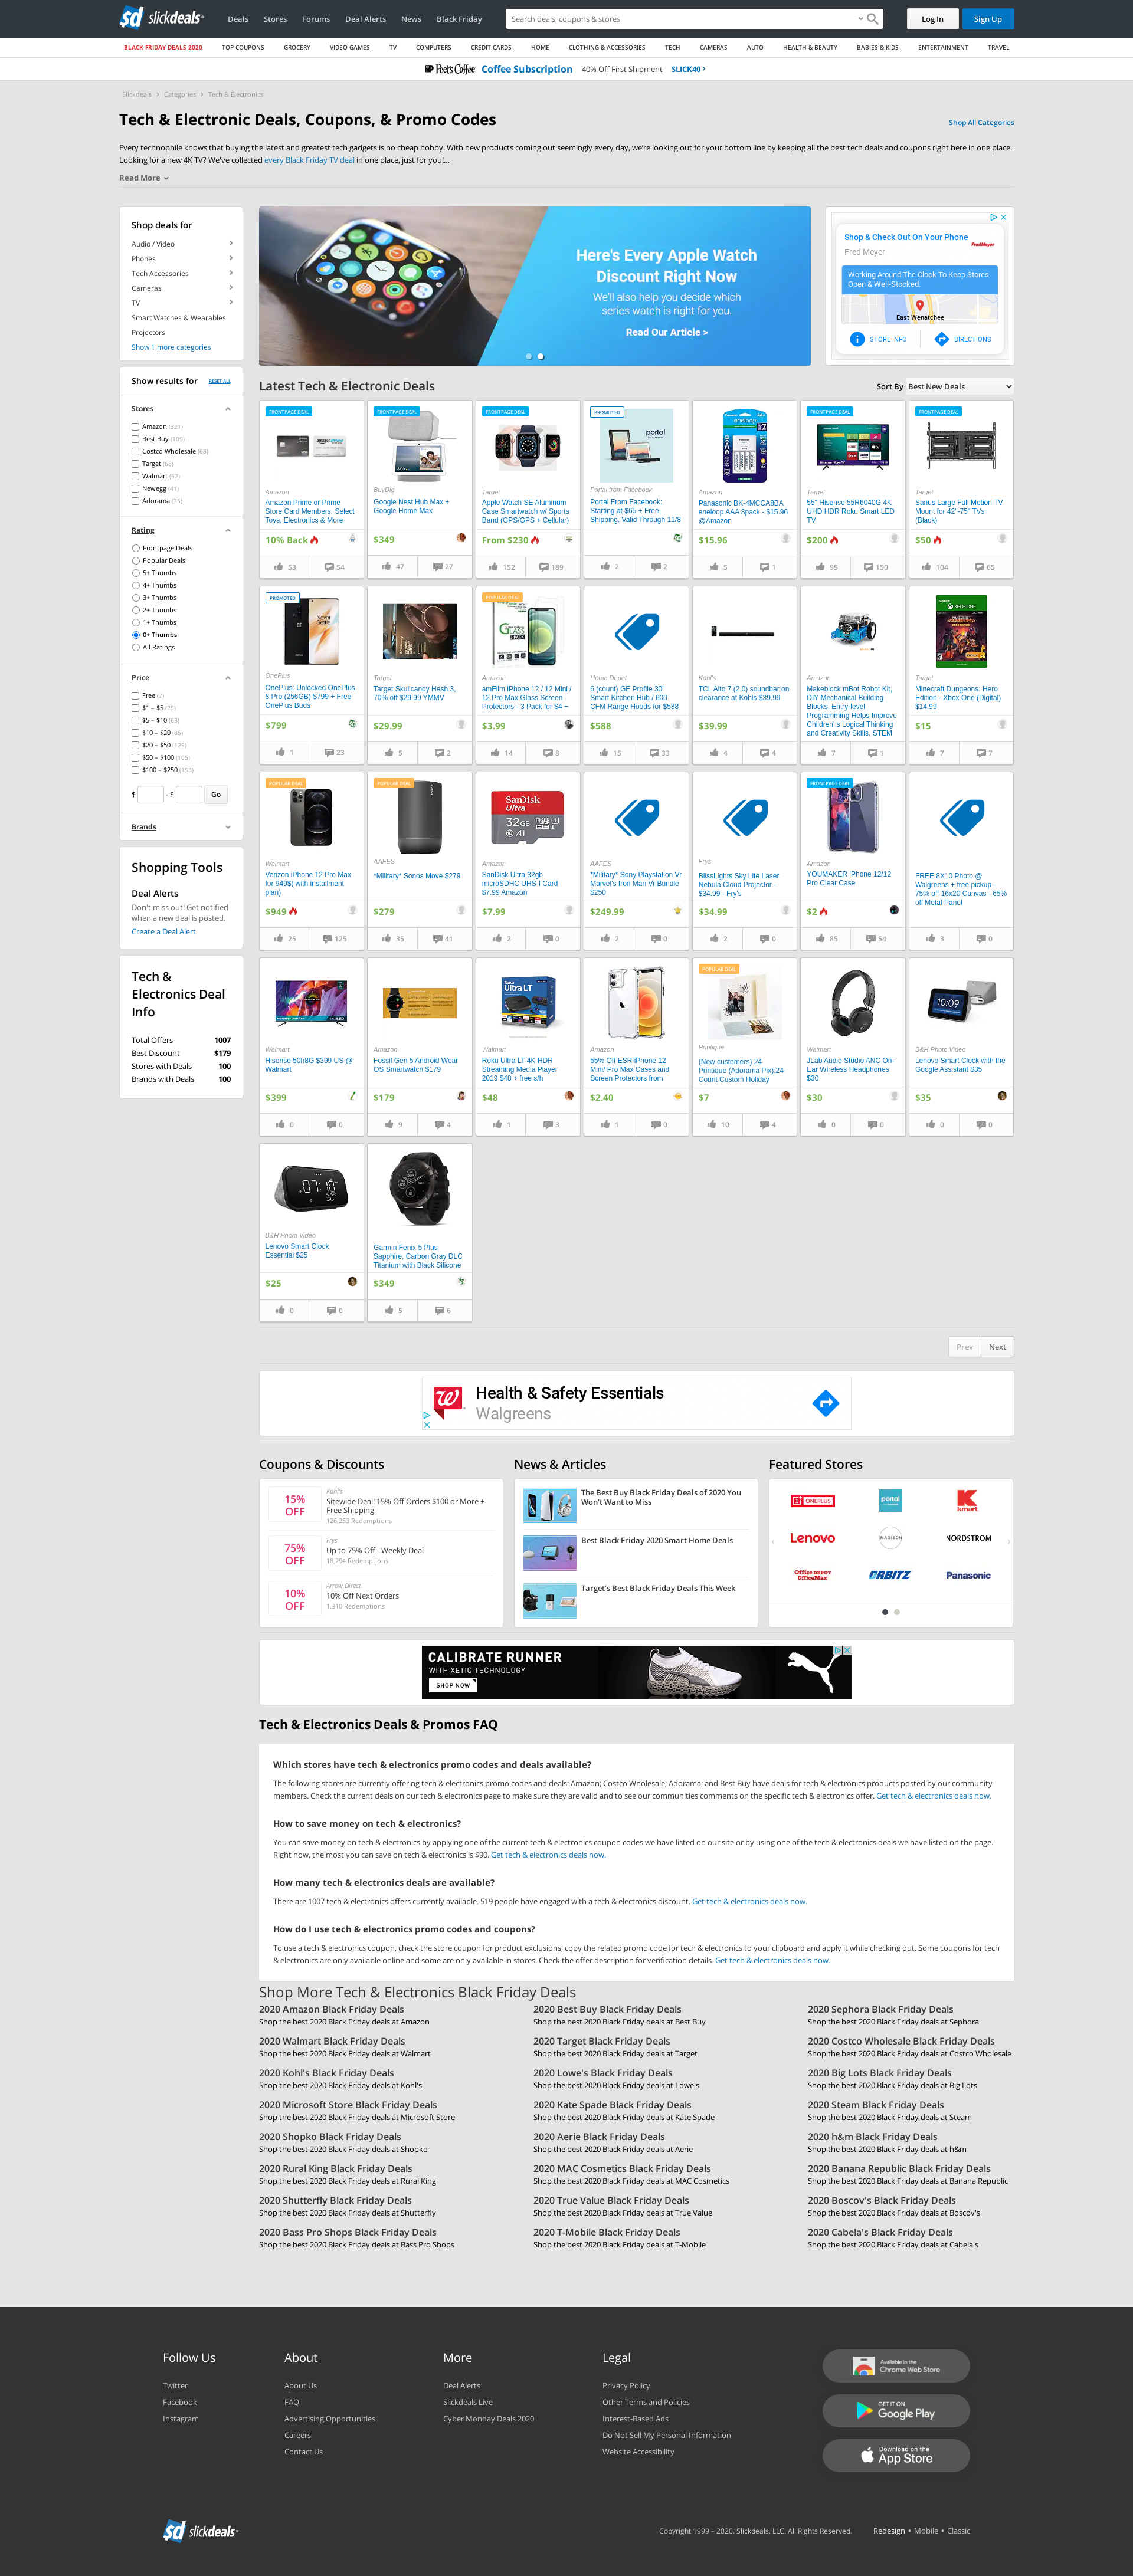 slickdeals
Deals Stores Forums Deal Alerts News Black Friday
Search deals, coupons & stores
Log In Sign Up
BLACK FRIDAY DEALS 2020 TOP COUPONS GROCERY VIDEO GAMES TV COMPUTERS CREDIT CARDS HOME CLOTHING & ACCESSORIES TECH CAMERAS AUTO HEALTH & BEAUTY BABIES & KIDS ENTERTAINMENT TRAVEL
Peet's Coffee Coffee Subscription 40% Off First Shipment SLICK40
Slickdeals Categories Tech & Electronics
Tech & Electronic Deals, Coupons, & Promo Codes
Shop All Categories
Every technophile knows that buying the latest and greatest tech gadgets is no cheap hobby. With new products coming out seemingly every day, we're looking out for your bottom line by keeping all the best tech deals and coupons right here in one place.
Looking for a new 4K TV? We've collected every Black Friday TV deal in one place, just for you!...
Read More
Shop deals for
Audio / Video
Phones
Tech Accessories
Cameras
TV
Smart Watches & Wearables
Projectors
Show 1 more categories
Show results for RESET ALL
Stores
Amazon (321)
Best Buy (109)
Costco Wholesale (68)
Target (68)
Walmart (52)
Newegg (41)
Adorama (35)
Rating
Frontpage Deals
Popular Deals
5+ Thumbs
4+ Thumbs
3+ Thumbs
2+ Thumbs
1+ Thumbs
0+ Thumbs
All Ratings
Price
Free (7)
$1 – $5 (25)
$5 – $10 (63)
$10 – $20 (85)
$20 – $50 (129)
$50 – $100 (105)
$100 – $250 (153)
$ - $ Go
Brands
Shopping Tools
Deal Alerts
Don't miss out! Get notified
when a new deal is posted.
Create a Deal Alert
Tech &
Electronics Deal
Info
Total Offers 1007
Best Discount $179
Stores with Deals 100
Brands with Deals 100
Here's Every Apple Watch
Discount Right Now
We'll also help you decide which
series watch is right for you.
Read Our Article >
Shop & Check Out On Your Phone
Fred Meyer
Working Around The Clock To Keep Stores
Open & Well-Stocked.
East Wenatchee
STORE INFO DIRECTIONS
Latest Tech & Electronic Deals
Sort By Best New Deals
FRONTPAGE DEAL
Amazon
Amazon Prime or Prime
Store Card Members: Select
Toys, Electronics & More
10% Back
53 54
FRONTPAGE DEAL
BuyDig
Google Nest Hub Max +
Google Home Max
$349
47 27
FRONTPAGE DEAL
Target
Apple Watch SE Aluminum
Case Smartwatch w/ Sports
Band (GPS/GPS + Cellular)
From $230
152 189
PROMOTED
portal
Portal from Facebook
Portal From Facebook:
Starting at $65 + Free
Shipping. Valid Through 11/8
2 2
eneloop
Amazon
Panasonic BK-4MCCA8BA
eneloop AAA 8pack - $15.96
@Amazon
$15.96
5 1
FRONTPAGE DEAL
Target
55" Hisense 55R6040G 4K
UHD HDR Roku Smart LED
TV
$200
95 150
FRONTPAGE DEAL
Target
Sanus Large Full Motion TV
Mount for 42"-75" TVs
(Black)
$50
104 65
PROMOTED
OnePlus
OnePlus: Unlocked OnePlus
8 Pro (256GB) $799 + Free
OnePlus Buds
$799
1 23
Target
Target Skullcandy Hesh 3,
70% off $29.99 YMMV
$29.99
5 2
POPULAR DEAL
GLASS
Amazon
amFilm iPhone 12 / 12 Mini /
12 Pro Max Glass Screen
Protectors - 3 Pack for $4 +
$3.99
14 8
Home Depot
6 (count) GE Profile 30"
Smart Kitchen Hub / 600
CFM Range Hoods for $588
$588
15 33
Kohl's
TCL Alto 7 (2.0) soundbar on
clearance at Kohls $39.99
$39.99
4 4
Amazon
Makeblock mBot Robot Kit,
DIY Mechanical Building
Blocks, Entry-level
Programming Helps Improve
Children' s Logical Thinking
and Creativity Skills, STEM
7 1
XBOX ONE
Target
Minecraft Dungeons: Hero
Edition - Xbox One (Digital)
$14.99
$15
7 7
POPULAR DEAL
Walmart
Verizon iPhone 12 Pro Max
for 949$( with installment
plan)
$949
25 125
POPULAR DEAL
AAFES
*Military* Sonos Move $279
$279
35 41
SanDisk
Ultra
32GB
A1
Amazon
SanDisk Ultra 32gb
microSDHC UHS-I Card
$7.99 Amazon
$7.99
2 0
AAFES
*Military* Sony Playstation Vr
Marvel's Iron Man Vr Bundle
$250
$249.99
2 0
Frys
BlissLights Sky Lite Laser
Nebula Cloud Projector -
$34.99 - Fry's
$34.99
2 0
FRONTPAGE DEAL
Amazon
YOUMAKER iPhone 12/12
Pro Clear Case
$2
85 54
FREE 8X10 Photo @
Walgreens + free pickup -
75% off 16x20 Canvas - 65%
off Metal Panel
3 0
Walmart
Hisense 50h8G $399 US @
Walmart
$399
0 0
Amazon
Fossil Gen 5 Android Wear
OS Smartwatch $179
$179
9 4
Roku
Ultra LT
Walmart
Roku Ultra LT 4K HDR
Streaming Media Player
2019 $48 + free s/h
$48
1 3
Amazon
55% Off ESR iPhone 12
Mini/ Pro Max Cases and
Screen Protectors from
$2.40
1 0
POPULAR DEAL
Printique
(New customers) 24
Printique (Adorama Pix):24-
Count Custom Holiday
$7
10 4
Walmart
JLab Audio Studio ANC On-
Ear Wireless Headphones
$30
$30
0 0
10:09
B&H Photo Video
Lenovo Smart Clock with the
Google Assistant $35
$35
0 0
07:10
B&H Photo Video
Lenovo Smart Clock
Essential $25
$25
0 0
Garmin Fenix 5 Plus
Sapphire, Carbon Gray DLC
Titanium with Black Silicone
$349
5 6
Prev Next
Health & Safety Essentials
Walgreens
Coupons & Discounts
15%
OFF
Kohl's
Sitewide Deal! 15% Off Orders $100 or More +
Free Shipping
126,253 Redemptions
75%
OFF
Frys
Up to 75% Off - Weekly Deal
18,294 Redemptions
10%
OFF
Arrow Direct
10% Off Next Orders
1,310 Redemptions
News & Articles
The Best Buy Black Friday Deals of 2020 You
Won't Want to Miss
Best Black Friday 2020 Smart Home Deals
Target's Best Black Friday Deals This Week
Featured Stores
ONEPLUS portal kmart
Lenovo MADISON NORDSTROM
Office DEPOT OfficeMax ORBITZ Panasonic
CALIBRATE RUNNER
WITH XETIC TECHNOLOGY
SHOP NOW
Tech & Electronics Deals & Promos FAQ
Which stores have tech & electronics promo codes and deals available?
The following stores are currently offering tech & electronics promo codes and deals: Amazon; Costco Wholesale; Adorama; and Best Buy have deals for tech & electronics products posted by our community
members. Check the current deals on our tech & electronics page to make sure they are valid and to see our communities comments on the specific tech & electronics offer. Get tech & electronics deals now.
How to save money on tech & electronics?
You can save money on tech & electronics by applying one of the current tech & electronics coupon codes we have listed on our site or by using one of the tech & electronics deals we have listed on the page.
Right now, the most you can save on tech & electronics is $90. Get tech & electronics deals now.
How many tech & electronics deals are available?
There are 1007 tech & electronics offers currently available. 519 people have engaged with a tech & electronics discount. Get tech & electronics deals now.
How do I use tech & electronics promo codes and coupons?
To use a tech & electronics coupon, check the store coupon for product exclusions, copy the related promo code for tech & electronics to your clipboard and apply it while checking out. Some coupons for tech
& electronics are only available online and some are only available in stores. Check the offer description for verification details. Get tech & electronics deals now.
Shop More Tech & Electronics Black Friday Deals
2020 Amazon Black Friday Deals
Shop the best 2020 Black Friday deals at Amazon
2020 Best Buy Black Friday Deals
Shop the best 2020 Black Friday deals at Best Buy
2020 Sephora Black Friday Deals
Shop the best 2020 Black Friday deals at Sephora
2020 Walmart Black Friday Deals
Shop the best 2020 Black Friday deals at Walmart
2020 Target Black Friday Deals
Shop the best 2020 Black Friday deals at Target
2020 Costco Wholesale Black Friday Deals
Shop the best 2020 Black Friday deals at Costco Wholesale
2020 Kohl's Black Friday Deals
Shop the best 2020 Black Friday deals at Kohl's
2020 Lowe's Black Friday Deals
Shop the best 2020 Black Friday deals at Lowe's
2020 Big Lots Black Friday Deals
Shop the best 2020 Black Friday deals at Big Lots
2020 Microsoft Store Black Friday Deals
Shop the best 2020 Black Friday deals at Microsoft Store
2020 Kate Spade Black Friday Deals
Shop the best 2020 Black Friday deals at Kate Spade
2020 Steam Black Friday Deals
Shop the best 2020 Black Friday deals at Steam
2020 Shopko Black Friday Deals
Shop the best 2020 Black Friday deals at Shopko
2020 Aerie Black Friday Deals
Shop the best 2020 Black Friday deals at Aerie
2020 h&m Black Friday Deals
Shop the best 2020 Black Friday deals at h&m
2020 Rural King Black Friday Deals
Shop the best 2020 Black Friday deals at Rural King
2020 MAC Cosmetics Black Friday Deals
Shop the best 2020 Black Friday deals at MAC Cosmetics
2020 Banana Republic Black Friday Deals
Shop the best 2020 Black Friday deals at Banana Republic
2020 Shutterfly Black Friday Deals
Shop the best 2020 Black Friday deals at Shutterfly
2020 True Value Black Friday Deals
Shop the best 2020 Black Friday deals at True Value
2020 Boscov's Black Friday Deals
Shop the best 2020 Black Friday deals at Boscov's
2020 Bass Pro Shops Black Friday Deals
Shop the best 2020 Black Friday deals at Bass Pro Shops
2020 T-Mobile Black Friday Deals
Shop the best 2020 Black Friday deals at T-Mobile
2020 Cabela's Black Friday Deals
Shop the best 2020 Black Friday deals at Cabela's
Follow Us
Twitter
Facebook
Instagram
About
About Us
FAQ
Advertising Opportunities
Careers
Contact Us
More
Deal Alerts
Slickdeals Live
Cyber Monday Deals 2020
Legal
Privacy Policy
Other Terms and Policies
Interest-Based Ads
Do Not Sell My Personal Information
Website Accessibility
Available in the
Chrome Web Store
GET IT ON
Google Play
Download on the
App Store
slickdeals
Copyright 1999 – 2020. Slickdeals, LLC. All Rights Reserved. Redesign • Mobile • Classic